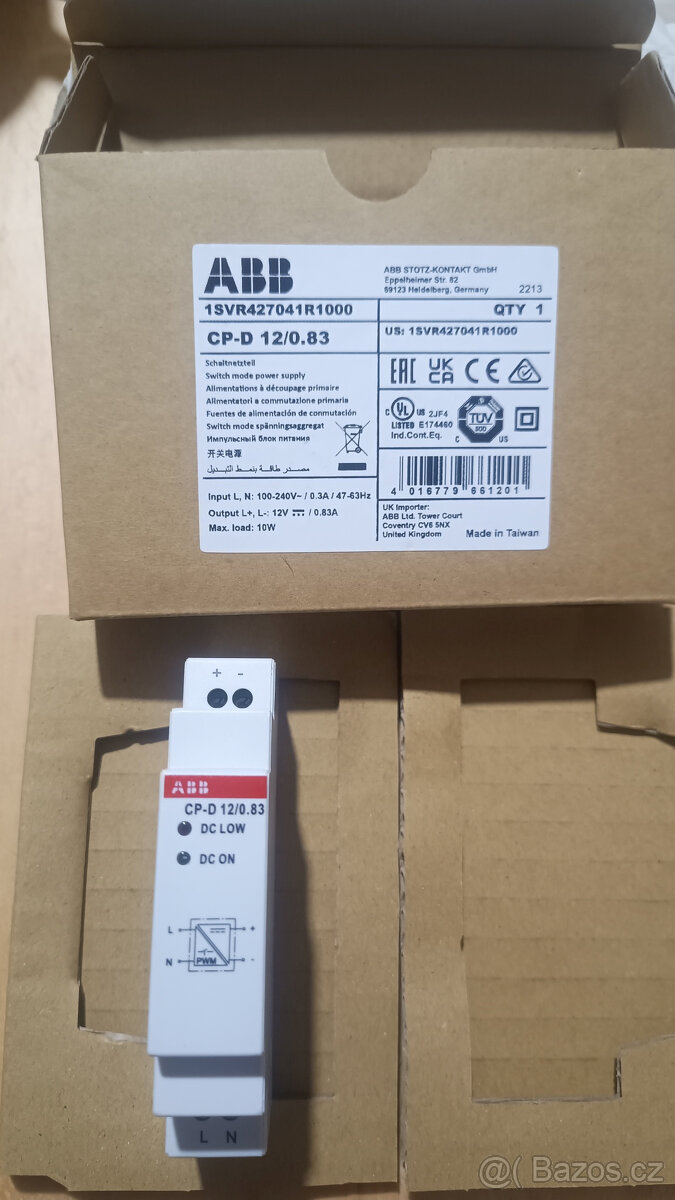 ABB
ABB STOTZ-KONTAKT GmbH
Eppelheimer Str. 82
69123 Heidelberg, Germany
2213
1SVR427041R1000
QTY 1
CP-D 12/0.83
US: 1SVR427041R1000
Schaltnetzteil
Switch mode power supply
Alimentations à découpage primaire
Alimentatori a commutazione primaria
Fuentes de alimentación de conmutación
Switch mode spänningsaggregat
Импульсный блок питания
开关电源
مصدر طاقة بنمط التبديل
EAC
UK
CA
CE
C UL US
LISTED
2JF4
E174460
Ind.Cont.Eq.
TÜV
SÜD
C US
4 016779 661201
Input L, N: 100-240V~ / 0.3A / 47-63Hz
Output L+, L-: 12V / 0.83A
Max. load: 10W
UK Importer:
ABB Ltd. Tower Court
Coventry CV6 5NX
United Kingdom
Made in Taiwan
+ -
ABB
CP-D 12/0.83
DC LOW
DC ON
L +
N PWM -
L N
@( Bazoš.cz